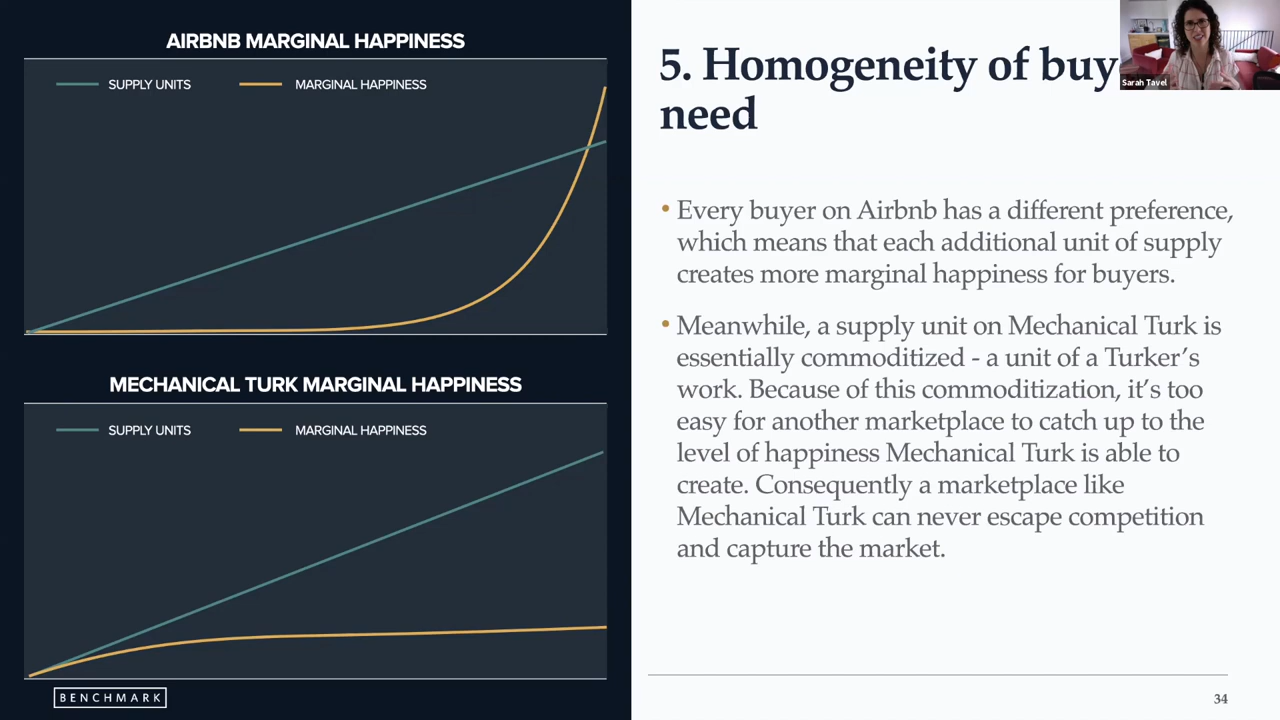 AIRBNB MARGINAL HAPPINESS
SUPPLY UNITS
MARGINAL HAPPINESS
MECHANICAL TURK MARGINAL HAPPINESS
SUPPLY UNITS
MARGINAL HAPPINESS
BENCHMARK
5. Homogeneity of buy
need
Sarah Tavel
• Every buyer on Airbnb has a different preference,
which means that each additional unit of supply
creates more marginal happiness for buyers.
• Meanwhile, a supply unit on Mechanical Turk is
essentially commoditized - a unit of a Turker's
work. Because of this commoditization, it's too
easy for another marketplace to catch up to the
level of happiness Mechanical Turk is able to
create. Consequently a marketplace like
Mechanical Turk can never escape competition
and capture the market.
34